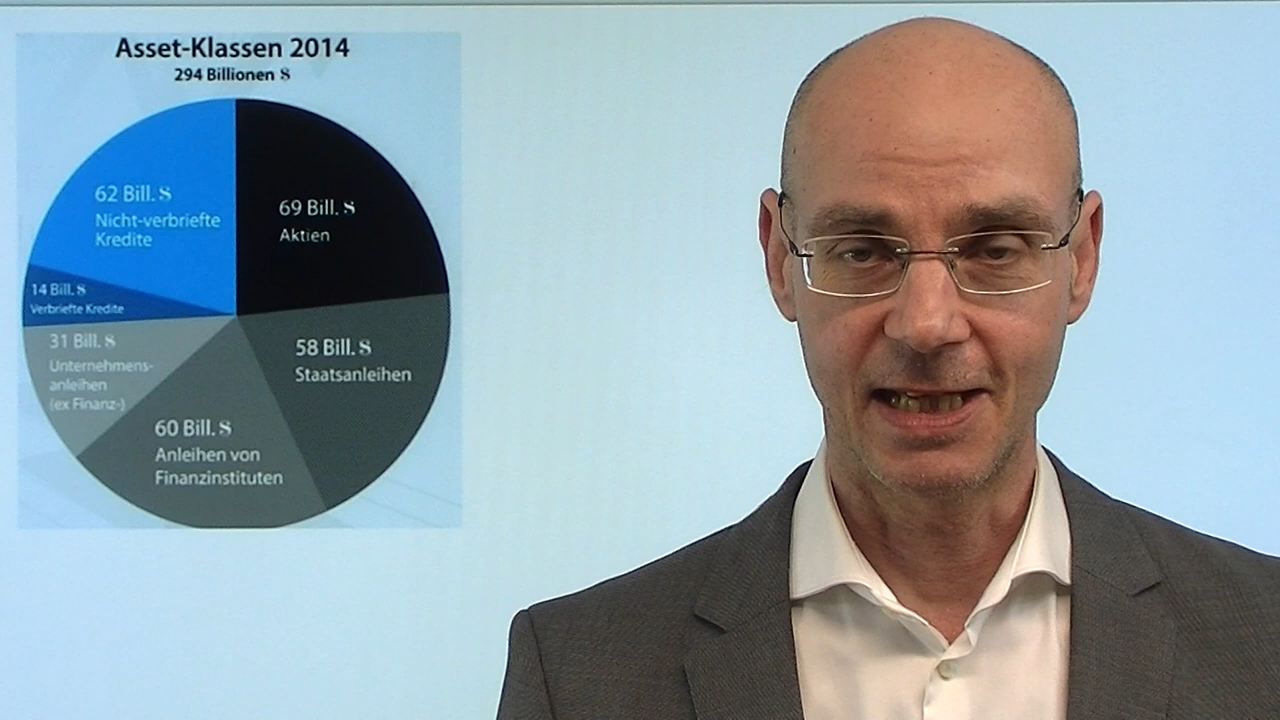 Asset-Klassen 2014
294 Billionen $
62 Bill. $
Nicht-verbriefte
Kredite
69 Bill. $
Aktien
14 Bill. $
Verbriefte Kredite
31 Bill. $
Unternehmens-
anleihen
(ex Finanz-)
58 Bill. $
Staatsanleihen
60 Bill. $
Anleihen von
Finanzinstituten